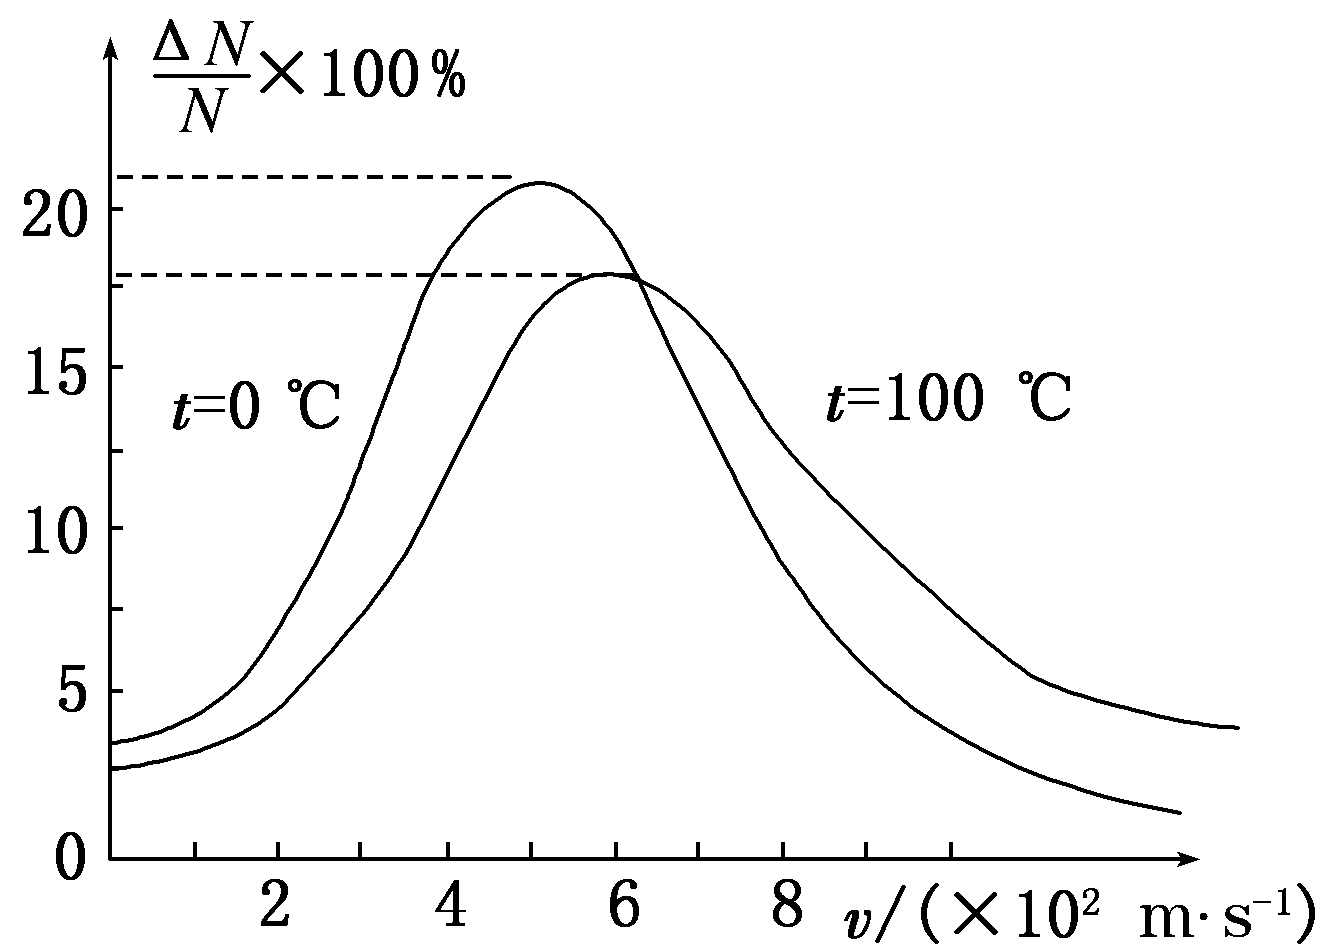 ΔN/N×100%
20
15
t=0 ℃
t=100 ℃
10
5
0
2 4 6 8 v/(×10² m·s⁻¹)